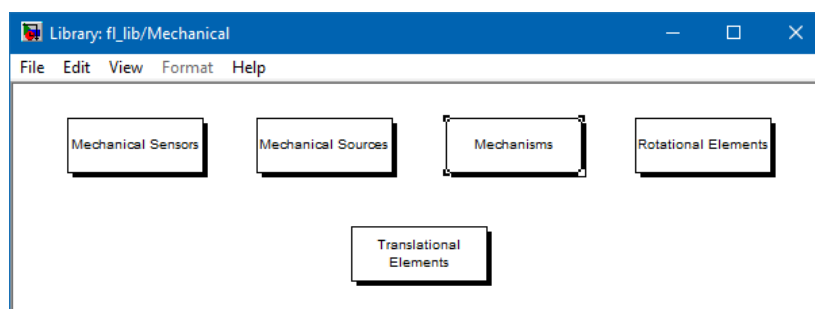 Library: fl_lib/Mechanical
File Edit View Format Help
Mechanical Sensors
Mechanical Sources
Mechanisms
Rotational Elements
Translational
Elements